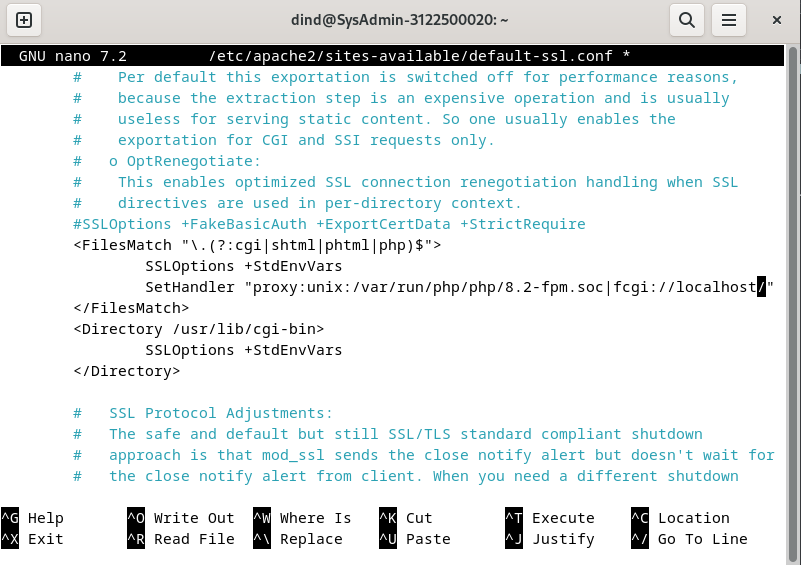 dind@SysAdmin-3122500020: ~
GNU nano 7.2 /etc/apache2/sites-available/default-ssl.conf *
# Per default this exportation is switched off for performance reasons,
# because the extraction step is an expensive operation and is usually
# useless for serving static content. So one usually enables the
# exportation for CGI and SSI requests only.
# o OptRenegotiate:
# This enables optimized SSL connection renegotiation handling when SSL
# directives are used in per-directory context.
#SSLOptions +FakeBasicAuth +ExportCertData +StrictRequire
<FilesMatch "\.(?:cgi|shtml|phtml|php)$">
SSLOptions +StdEnvVars
SetHandler "proxy:unix:/var/run/php/php/8.2-fpm.soc|fcgi://localhost/"
</FilesMatch>
<Directory /usr/lib/cgi-bin>
SSLOptions +StdEnvVars
</Directory>
# SSL Protocol Adjustments:
# The safe and default but still SSL/TLS standard compliant shutdown
# approach is that mod_ssl sends the close notify alert but doesn't wait for
# the close notify alert from client. When you need a different shutdown
^G Help ^O Write Out ^W Where Is ^K Cut ^T Execute ^C Location
^X Exit ^R Read File ^\ Replace ^U Paste ^J Justify ^/ Go To Line